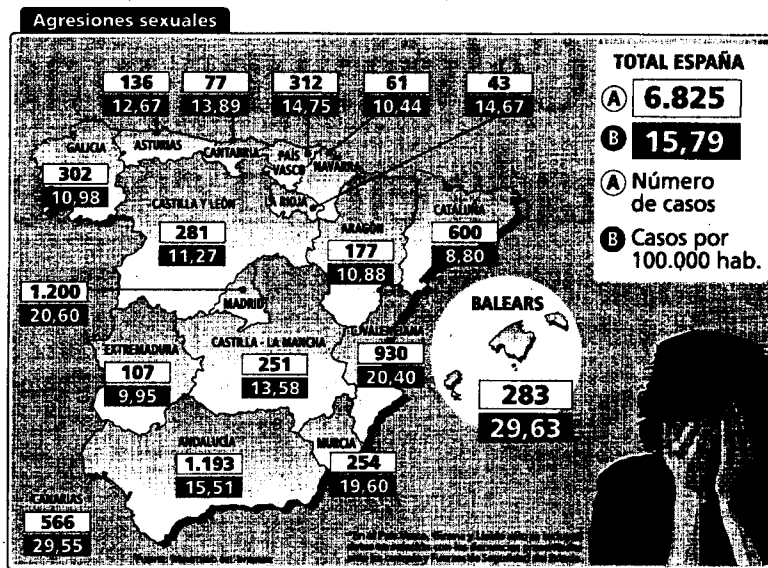 Agresiones sexuales
136
12,67
77
13,89
312
14,75
61
10,44
43
14,67
TOTAL ESPAÑA
A 6.825
B 15,79
A Número
de casos
B Casos por
100.000 hab.
GALICIA
302
10,98
ASTURIAS
CANTABRIA
PAÍS
VASCO
NAVARRA
LA RIOJA
CASTILLA Y LEÓN
281
11,27
ARAGÓN
177
10,88
CATALUÑA
600
8,80
1.200
20,60
MADRID
BALEARS
283
29,63
EXTREMADURA
107
9,95
CASTILLA - LA MANCHA
251
13,58
C. VALENCIANA
930
20,40
ANDALUCÍA
1.193
15,51
MURCIA
254
19,60
CANARIAS
566
29,55